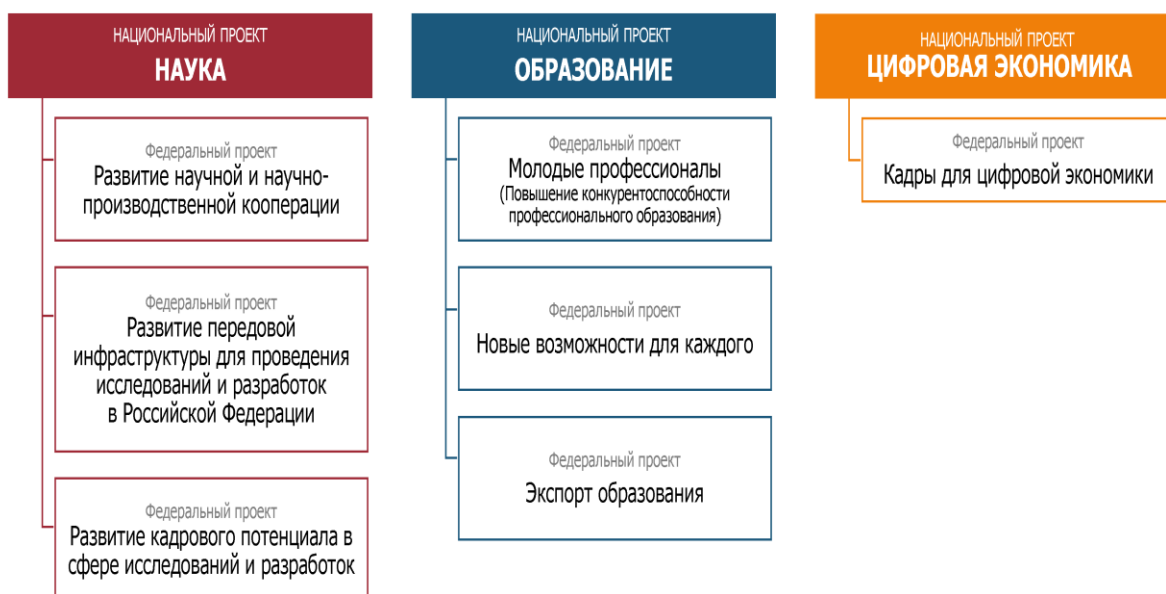 НАЦИОНАЛЬНЫЙ ПРОЕКТ
НАУКА
Федеральный проект
Развитие научной и научно-
производственной кооперации
Федеральный проект
Развитие передовой
инфраструктуры для проведения
исследований и разработок
в Российской Федерации
Федеральный проект
Развитие кадрового потенциала в
сфере исследований и разработок
НАЦИОНАЛЬНЫЙ ПРОЕКТ
ОБРАЗОВАНИЕ
Федеральный проект
Молодые профессионалы
(Повышение конкурентоспособности
профессионального образования)
Федеральный проект
Новые возможности для каждого
Федеральный проект
Экспорт образования
НАЦИОНАЛЬНЫЙ ПРОЕКТ
ЦИФРОВАЯ ЭКОНОМИКА
Федеральный проект
Кадры для цифровой экономики